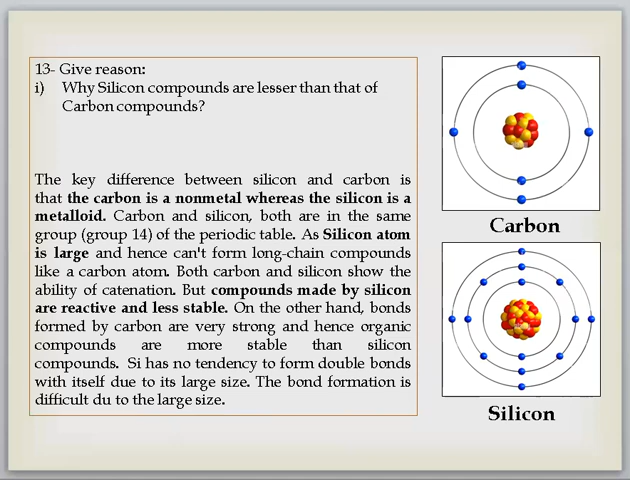 13- Give reason:
i) Why Silicon compounds are lesser than that of
Carbon compounds?
The key difference between silicon and carbon is
that the carbon is a nonmetal whereas the silicon is a
metalloid. Carbon and silicon, both are in the same
group (group 14) of the periodic table. As Silicon atom
is large and hence can't form long-chain compounds
like a carbon atom. Both carbon and silicon show the
ability of catenation. But compounds made by silicon
are reactive and less stable. On the other hand, bonds
formed by carbon are very strong and hence organic
compounds are more stable than silicon
compounds. Si has no tendency to form double bonds
with itself due to its large size. The bond formation is
difficult du to the large size.
Carbon
Silicon